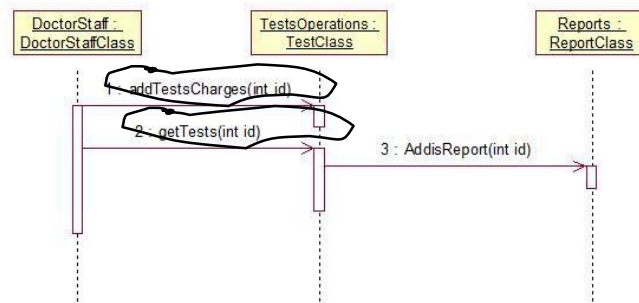 DoctorStaff :
DoctorStaffClass
TestsOperations :
TestClass
Reports :
ReportClass
1 : addTestsCharges(int id)
2 : getTests(int id)
3 : AddisReport(int id)